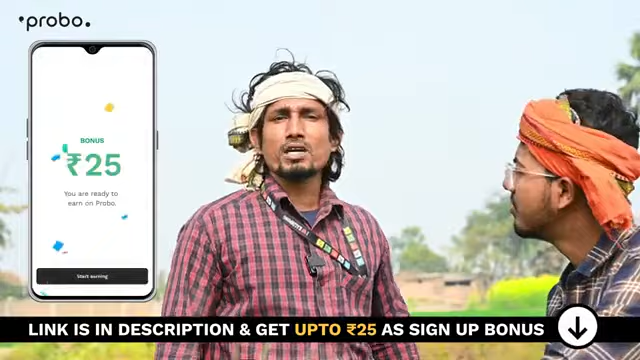 probo.
BONUS
₹25
You are ready to
earn on Probo.
Start earning
LINK IS IN DESCRIPTION & GET UPTO ₹25 AS SIGN UP BONUS